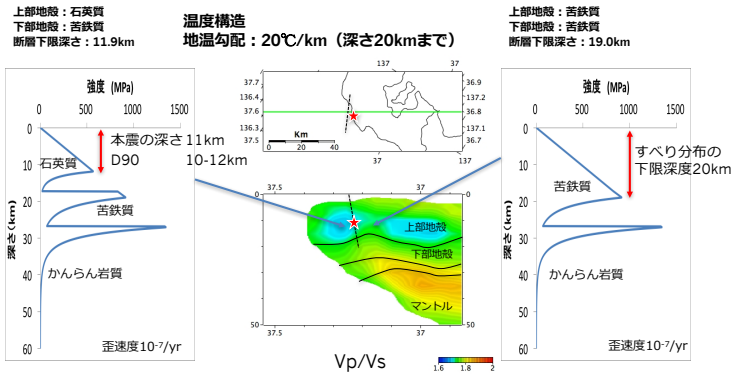 上部地殻：石英質
下部地殻：苦鉄質
断層下限深さ：11.9km
温度構造
地温勾配：20℃/km（深さ20kmまで）
上部地殻：苦鉄質
下部地殻：苦鉄質
断層下限深さ：19.0km
強度 (MPa)
0 500 1000 1500
0
10
20
30
40
50
60
深さ(km)
石英質
苦鉄質
かんらん岩質
本震の深さ 11km
D90 10-12km
歪速度10⁻⁷/yr
137 37
37.7
136.4
37.6
136.3
37.5
36.9
137.2
36.8
137.1
36.7
Km
0 20 40
37 137
37.5 37
0
50
0
50
上部地殻
下部地殻
マントル
37.5 37
Vp/Vs
1.6 1.8 2
強度 (MPa)
0 500 1000 1500
0
10
20
30
40
50
60
深さ(km)
苦鉄質
かんらん岩質
すべり分布の
下限深度20km
歪速度10⁻⁷/yr